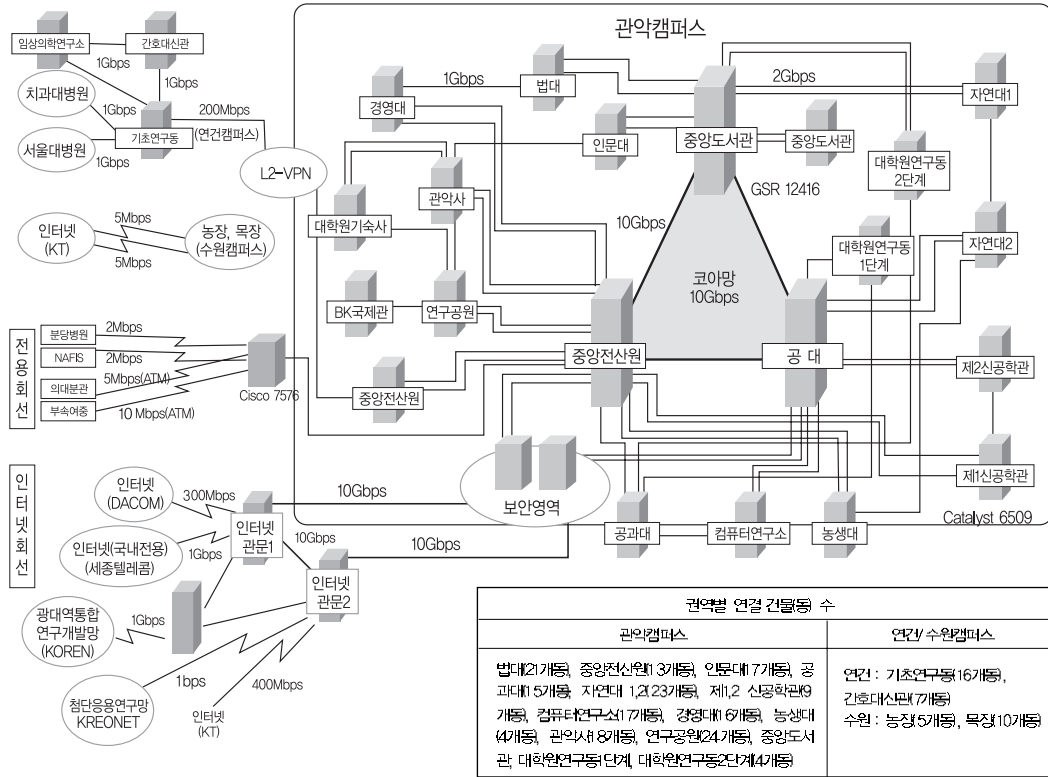 관악캠퍼스
임상의학연구소
간호대신관
1Gbps
1Gbps
1Gbps
치과대병원
200Mbps
(연건캠퍼스)
기초연구동
서울대병원
1Gbps
L2-VPN
인터넷
(KT)
5Mbps
5Mbps
농장, 목장
(수원캠퍼스)
경영대
1Gbps
법대
2Gbps
자연대1
인문대
중앙도서관
중앙도서관
대학원연구동
2단계
GSR 12416
관악사
대학원기숙사
10Gbps
대학원연구동
1단계
자연대2
코아망
10Gbps
BK국제관
연구공원
중앙전산원
공 대
제2신공학관
중앙전산원
제1신공학관
보안영역
공과대
컴퓨터연구소
농생대
Catalyst 6509
전용회선
분당병원
2Mbps
NAFIS
2Mbps
의대분관
5Mbps(ATM)
부속여중
10 Mbps(ATM)
Cisco 7576
인터넷회선
인터넷
(DACOM)
300Mbps
10Gbps
인터넷
관문1
인터넷(국내전용)
(세종텔레콤)
1Gbps
10Gbps
10Gbps
인터넷
관문2
광대역통합
연구개발망
(KOREN)
1Gbps
첨단응용연구망
KREONET
1bps
400Mbps
인터넷
(KT)
권역별 연결 건물(동) 수
관악캠퍼스
연건/수원캠퍼스
법대(21개동), 중앙전산원(13개동), 인문대(17개동), 공
과대(15개동), 자연대 1,2(23개동), 제1,2 신공학관(9
개동), 컴퓨터연구소(17개동), 경영대(16개동), 농생대
(4개동), 관악사(18개동), 연구공원(24개동), 중앙도서
관, 대학원연구동1단계, 대학원연구동2단계(4개동)
연건 : 기초연구동(16개동),
간호대신관(7개동)
수원 : 농장(5개동), 목장(10개동)